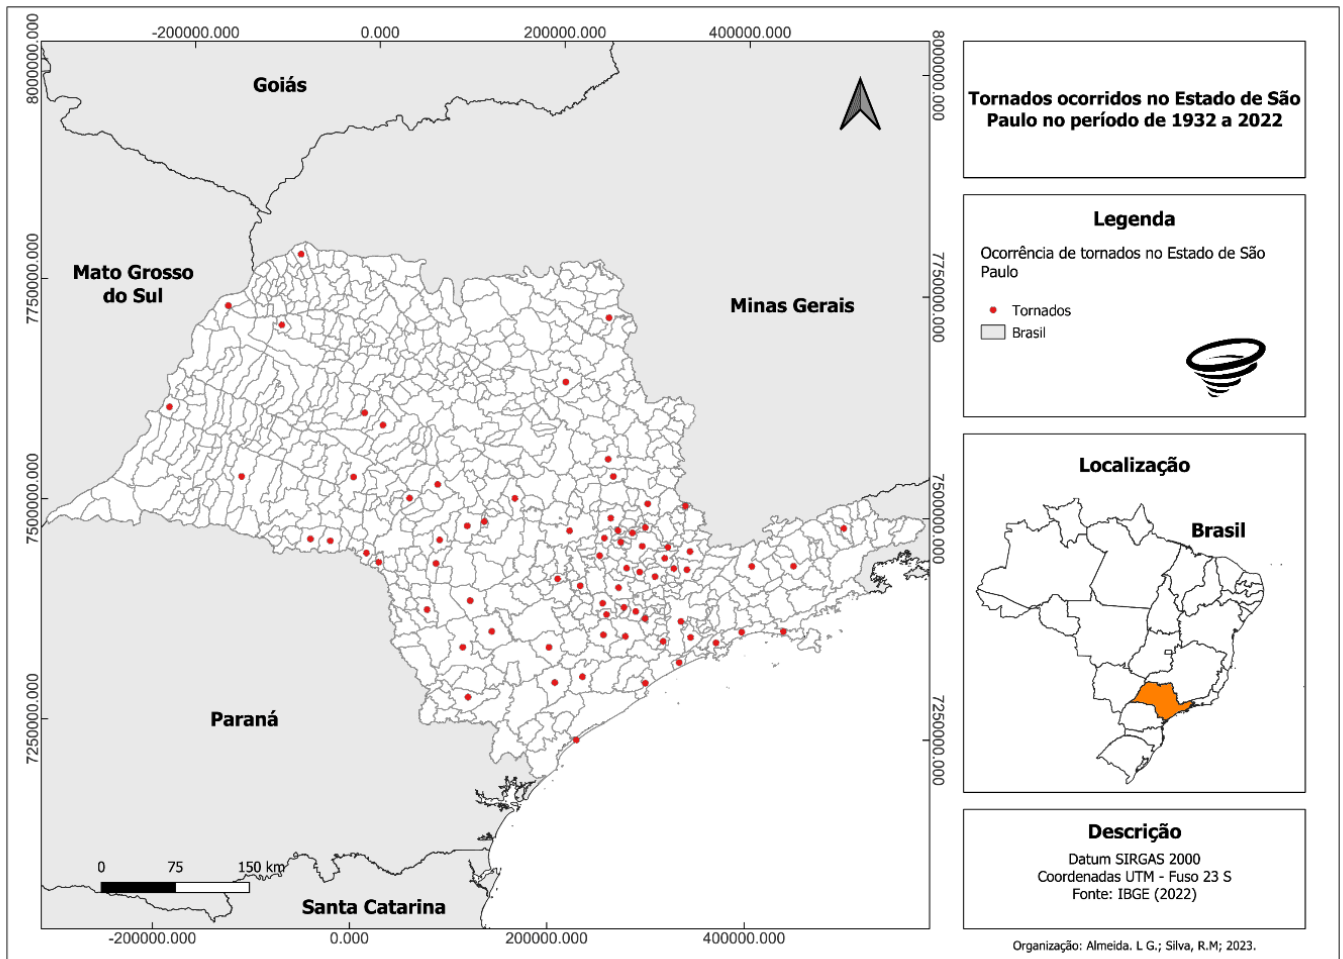 -200000.000
0.000
200000.000
400000.000
8000000.000
8000000.000
Goiás
Mato Grosso
do Sul
7750000.000
7750000.000
Minas Gerais
7500000.000
7500000.000
Paraná
7250000.000
7250000.000
0
75
150 km
Santa Catarina
-200000.000
0.000
200000.000
400000.000
Tornados ocorridos no Estado de São
Paulo no período de 1932 a 2022
Legenda
Ocorrência de tornados no Estado de São
Paulo
Tornados
Brasil
Localização
Brasil
Descrição
Datum SIRGAS 2000
Coordenadas UTM - Fuso 23 S
Fonte: IBGE (2022)
Organização: Almeida. L G.; Silva, R.M; 2023.